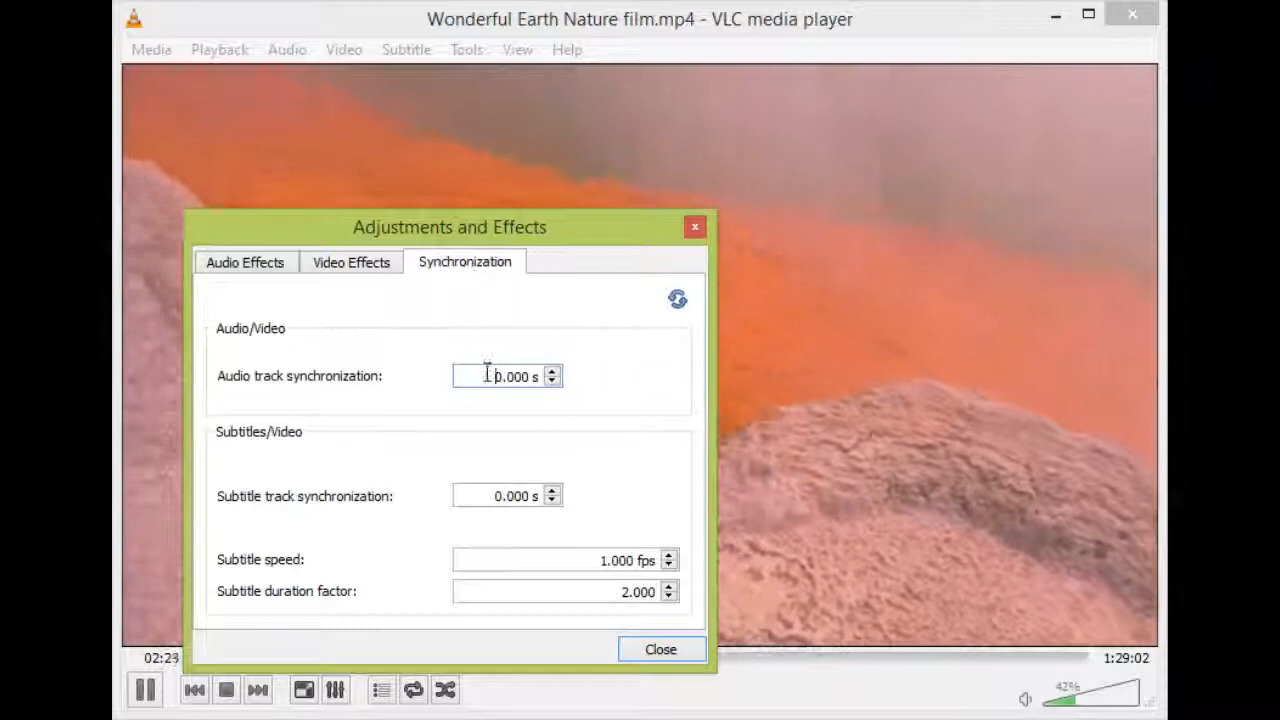 Wonderful Earth Nature film.mp4 - VLC media player
Media Playback Audio Video Subtitle Tools View Help
Adjustments and Effects
Audio Effects Video Effects Synchronization
Audio/Video
Audio track synchronization: 0.000 s
Subtitles/Video
Subtitle track synchronization: 0.000 s
Subtitle speed: 1.000 fps
Subtitle duration factor: 2.000
Close
02:23 1:29:02
42%